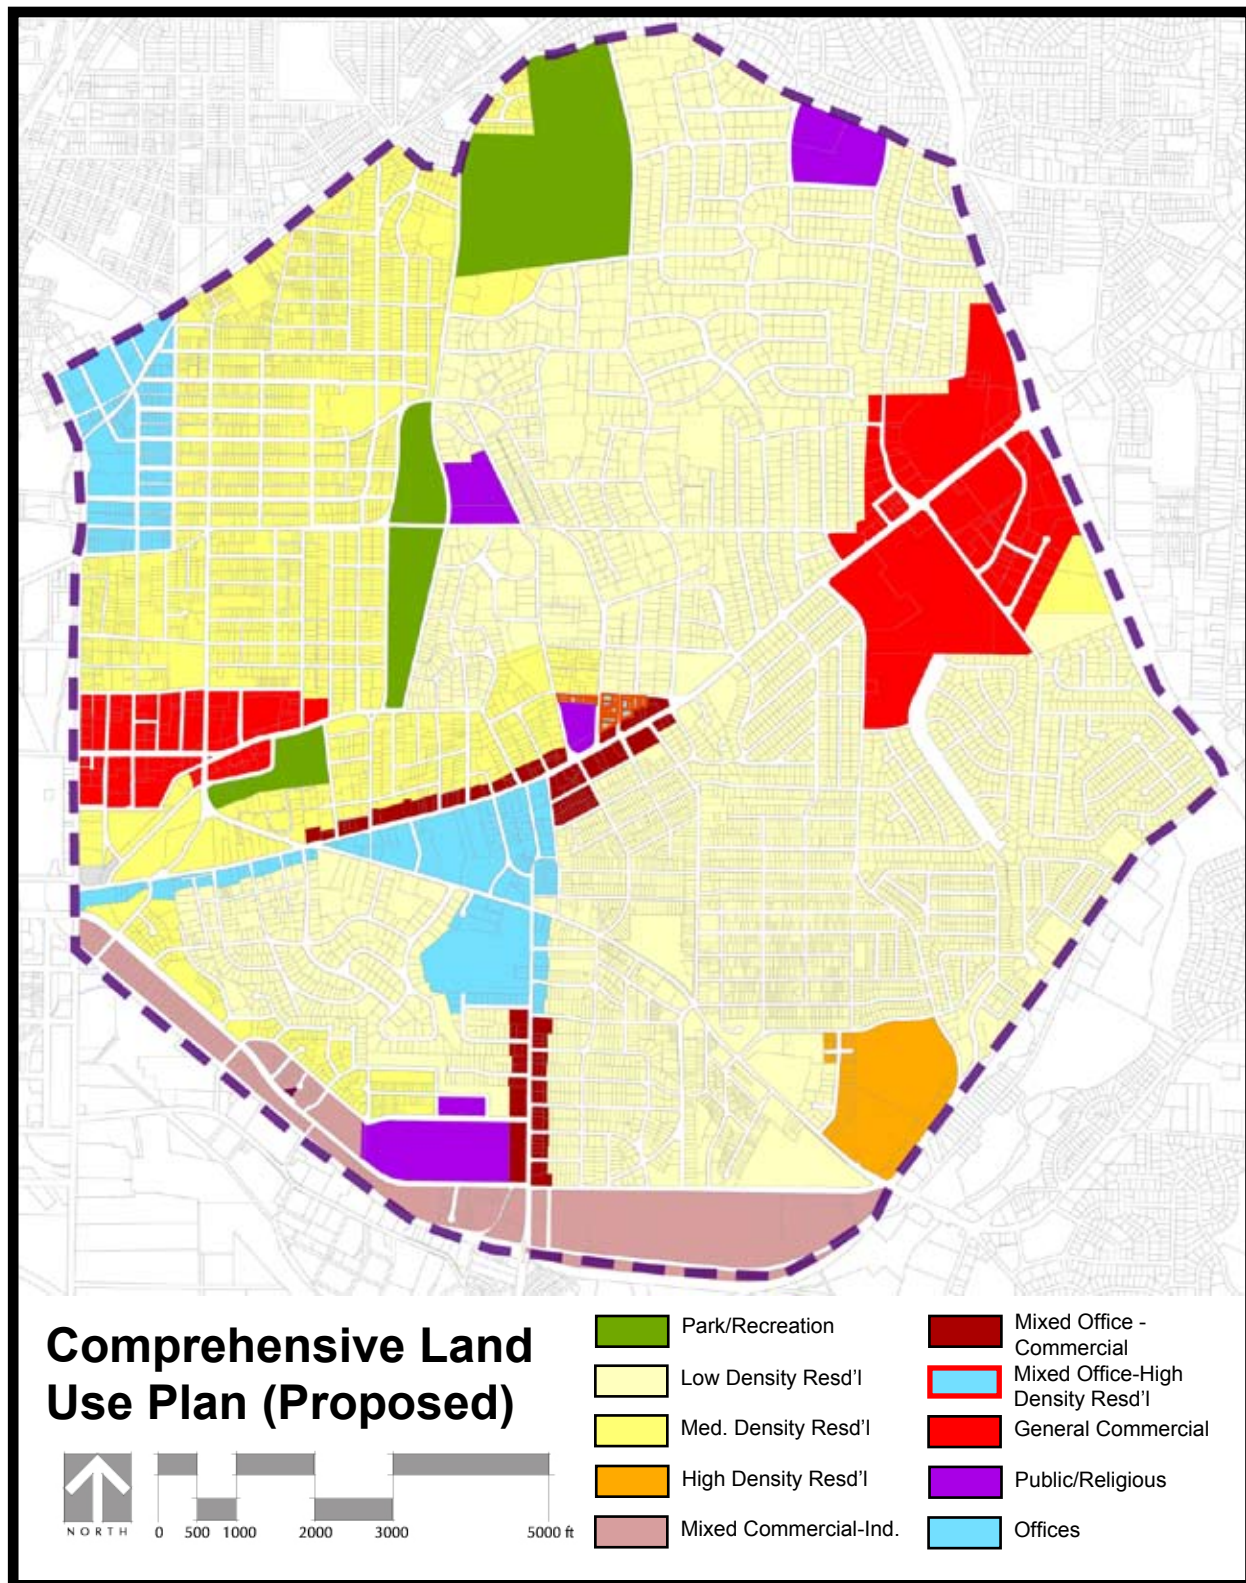 Comprehensive Land
Use Plan (Proposed)
NORTH
0 500 1000 2000 3000 5000 ft
Park/Recreation
Low Density Resd'l
Med. Density Resd'l
High Density Resd'l
Mixed Commercial-Ind.
Mixed Office -
Commercial
Mixed Office-High
Density Resd'l
General Commercial
Public/Religious
Offices